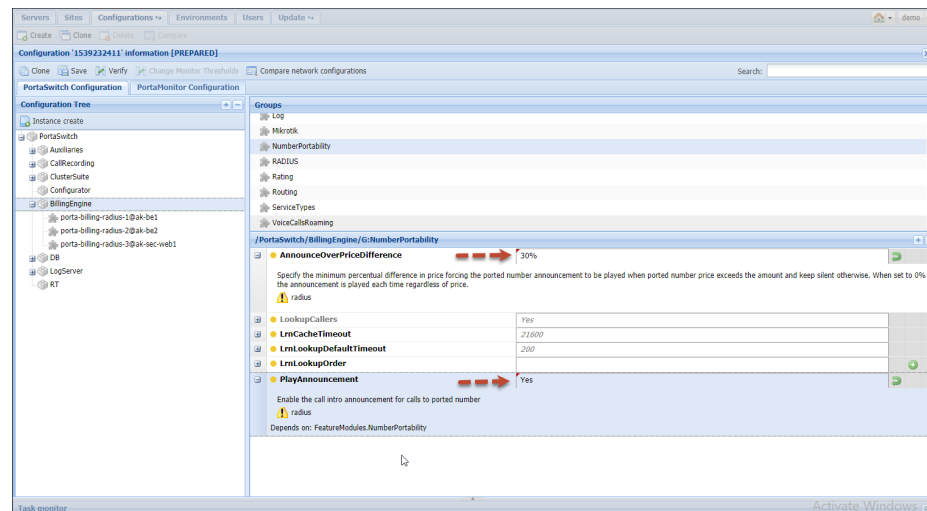 Servers Sites Configurations Environments Users Update demo
Create Clone Delete Compare
Configuration '1539232411' information [PREPARED]
Clone Save Verify Change Monitor Thresholds Compare network configurations Search:
PortaSwitch Configuration PortaMonitor Configuration
Configuration Tree
Instance create
PortaSwitch
Auxiliaries
CallRecording
ClusterSuite
Configurator
BillingEngine
porta-billing-radius-1@ak-be1
porta-billing-radius-2@ak-be2
porta-billing-radius-3@ak-sec-web1
DB
LogServer
RT
Groups
Log
Mikrotik
NumberPortability
RADIUS
Rating
Routing
ServiceTypes
VoiceCallsRoaming
/PortaSwitch/BillingEngine/G:NumberPortability
AnnounceOverPriceDifference 30%
Specify the minimum percentual difference in price forcing the ported number announcement to be played when ported number price exceeds the amount and keep silent otherwise. When set to 0%
the announcement is played each time regardless of price.
radius
LookupCallers Yes
LrnCacheTimeout 21600
LrnLookupDefaultTimeout 200
LrnLookupOrder
PlayAnnouncement Yes
Enable the call intro announcement for calls to ported number
radius
Depends on: FeatureModules.NumberPortability
Task monitor
Activate Windows